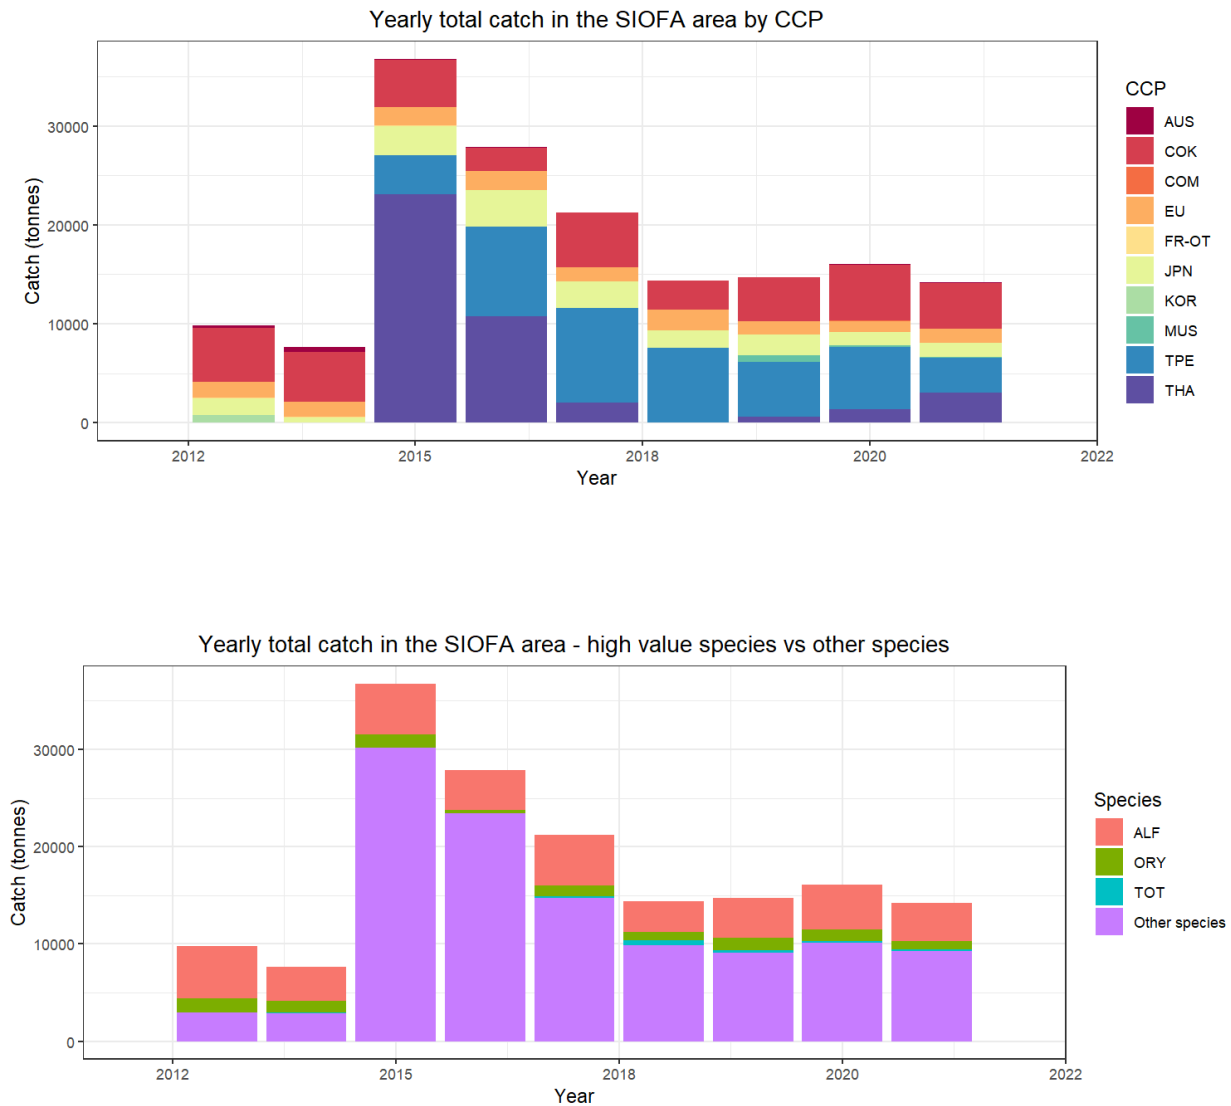 Yearly total catch in the SIOFA area by CCP
Catch (tonnes)
30000
20000
10000
0
2012
2015
2018
2020
2022
Year
CCP
AUS
COK
COM
EU
FR-OT
JPN
KOR
MUS
TPE
THA
Yearly total catch in the SIOFA area - high value species vs other species
Catch (tonnes)
30000
20000
10000
0
2012
2015
2018
2020
2022
Year
Species
ALF
ORY
TOT
Other species